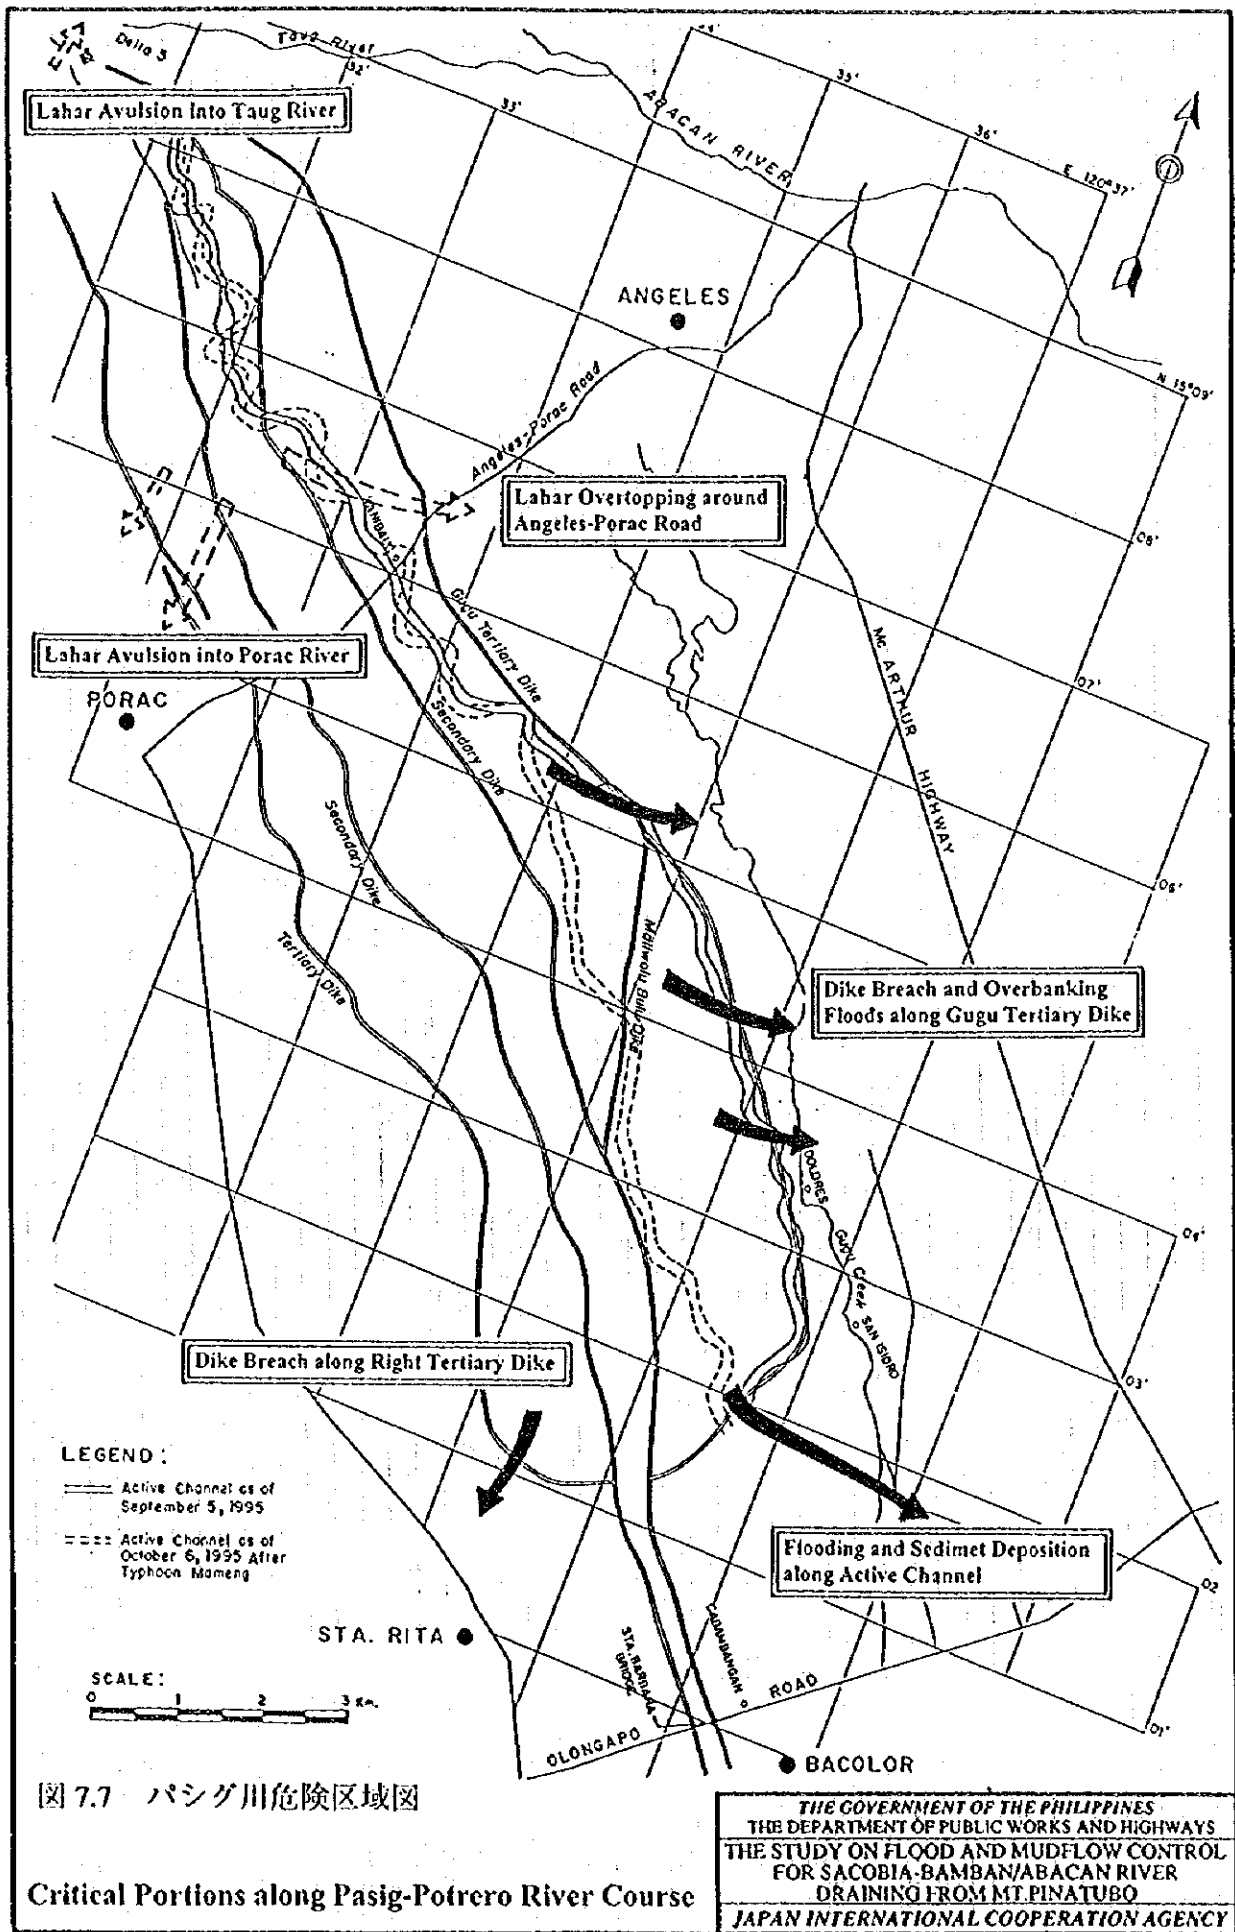 Delta 5
Taug River
32'
33'
35'
36'
E 120°37'
Lahar Avulsion Into Taug River
ABACAN RIVER
ANGELES
N 15°09'
Angeles-Porac Road
Lahar Overtopping around
Angeles-Porac Road
08'
Gugu Tertiary Dike
Mc ARTHUR HIGHWAY
Lahar Avulsion into Porac River
07'
PORAC
Secondary Dike
Secondary Dike
06'
Tertiary Dike
Dike Breach and Overbanking
Floods along Gugu Tertiary Dike
DOLORES
Gugu Creek
04'
SAN ISIDRO
Dike Breach along Right Tertiary Dike
03'
LEGEND :
Active Channel as of
September 5, 1995
Active Channel as of
October 6, 1995 After
Typhoon Mameng
Flooding and Sedimet Deposition
along Active Channel
02
STA. RITA
STA. BARBARA
BRIDGE
CABAMBANGAN
SCALE:
0 1 2 3 Km.
OLONGAPO ROAD
01'
BACOLOR
図 7.7 パシグ川危険区域図
Critical Portions along Pasig-Potrero River Course
THE GOVERNMENT OF THE PHILIPPINES
THE DEPARTMENT OF PUBLIC WORKS AND HIGHWAYS
THE STUDY ON FLOOD AND MUDFLOW CONTROL
FOR SACOBIA-BAMBAN/ABACAN RIVER
DRAINING FROM MT.PINATUBO
JAPAN INTERNATIONAL COOPERATION AGENCY